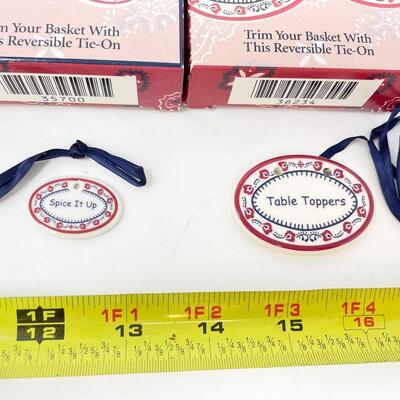 m Your Basket With
is Reversible Tie-On
35700
Trim Your Basket With
This Reversible Tie-On
36234
Spice It Up
Table Toppers
1F 1F1 1F2 1F3 1F4
12 13 14 15 16